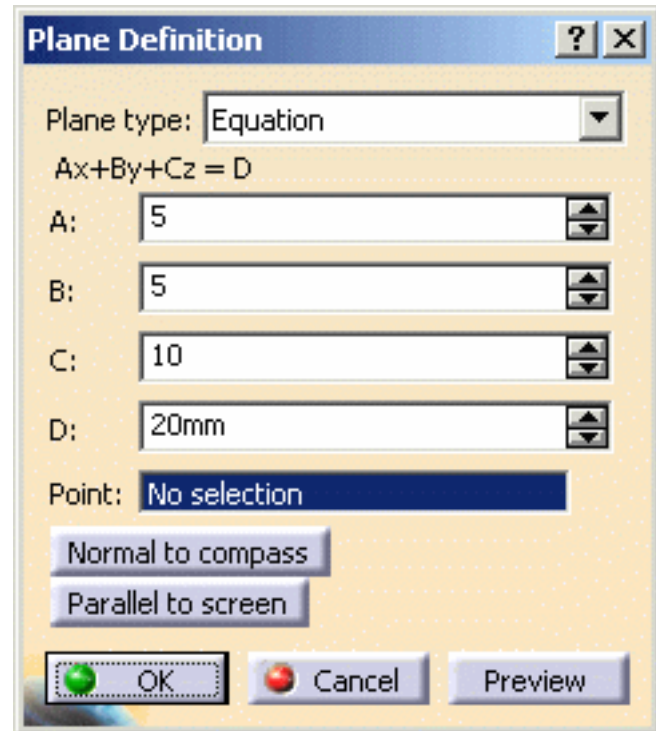 Plane Definition ? X
Plane type: Equation
Ax+By+Cz = D
A: 5
B: 5
C: 10
D: 20mm
Point: No selection
Normal to compass
Parallel to screen
OK Cancel Preview